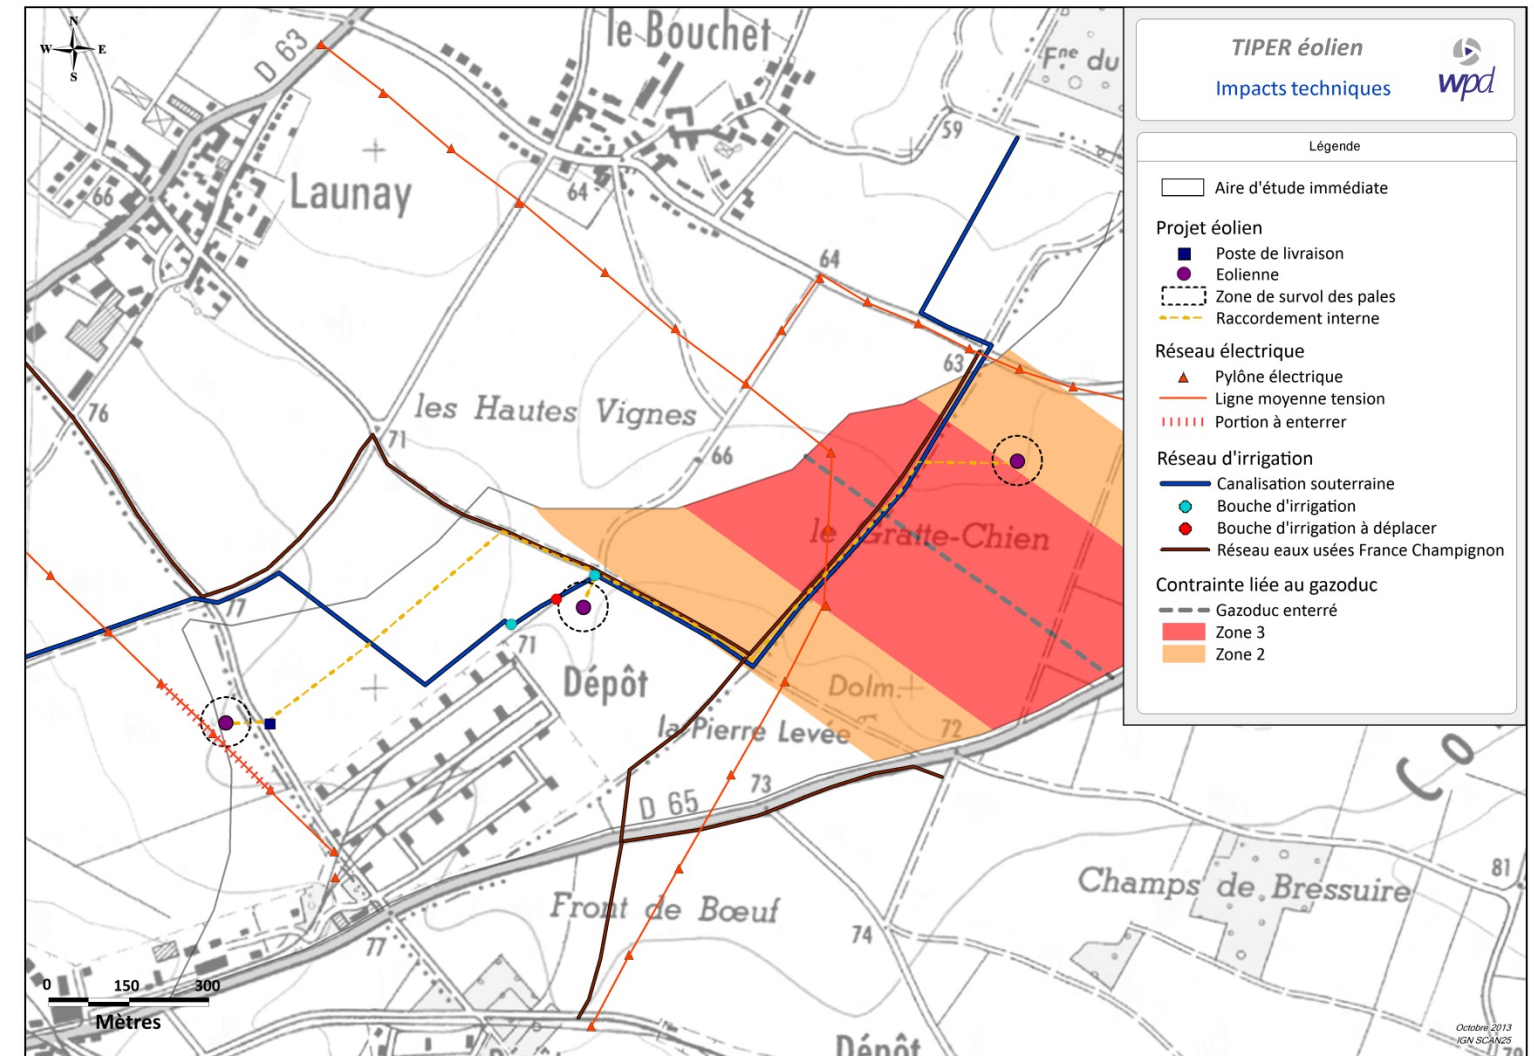 N
W E
S
D 63
le Bouchet
Fne du
59
TIPER éolien
Impacts techniques
wpd
Légende
Aire d'étude immédiate
Projet éolien
Poste de livraison
Eolienne
Zone de survol des pales
Raccordement interne
Réseau électrique
Pylône électrique
Ligne moyenne tension
Portion à enterrer
Réseau d'irrigation
Canalisation souterraine
Bouche d'irrigation
Bouche d'irrigation à déplacer
Réseau eaux usées France Champignon
Contrainte liée au gazoduc
Gazoduc enterré
Zone 3
Zone 2
Launay
66
64
64
63
76
les Hautes Vignes
71
66
le Gratte-Chien
77
71
Dépôt
Dolm.
la Pierre Levée
72
73
D 65
Front de Bœuf
Champs de Bressuire
81
74
77
0 150 300
Mètres
Dépôt
Octobre 2013
IGN SCAN25